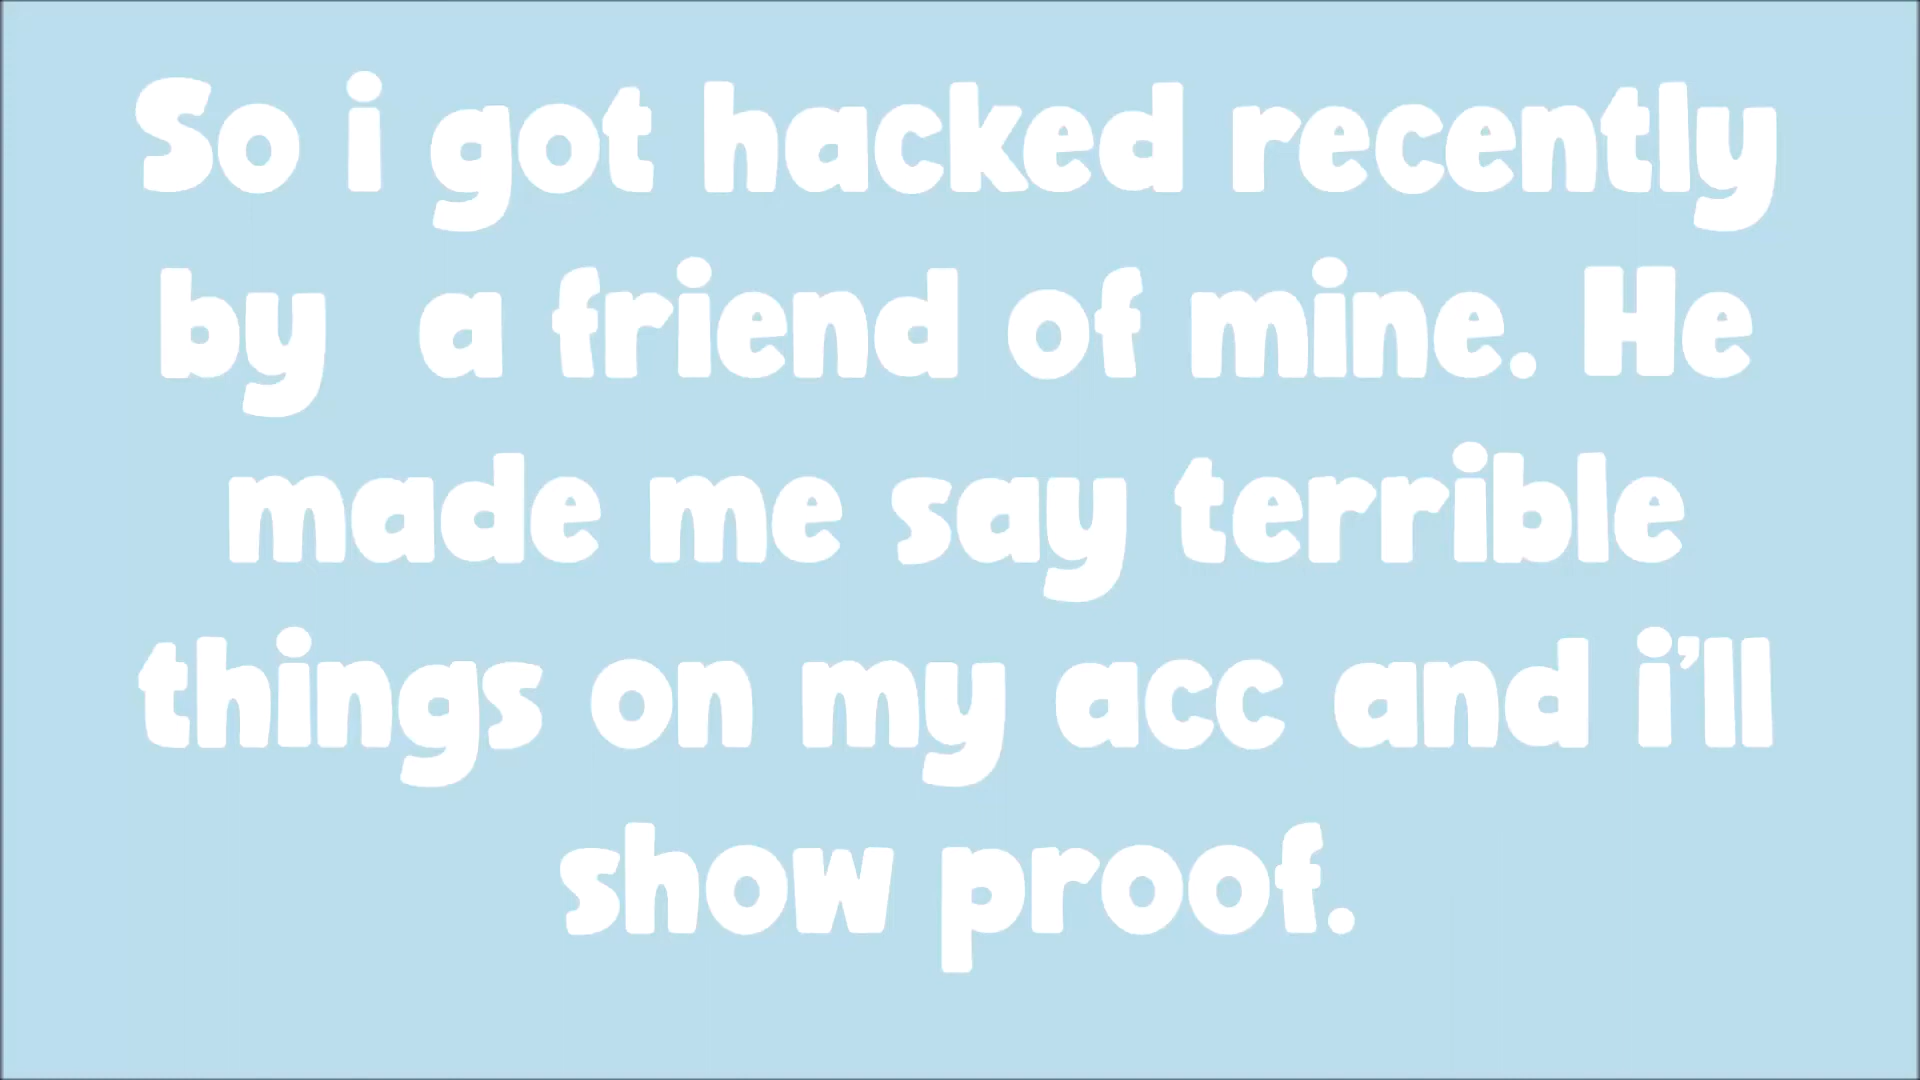 So i got hacked recently
by  a friend of mine. He
made me say terrible
things on my acc and i'll
show proof.